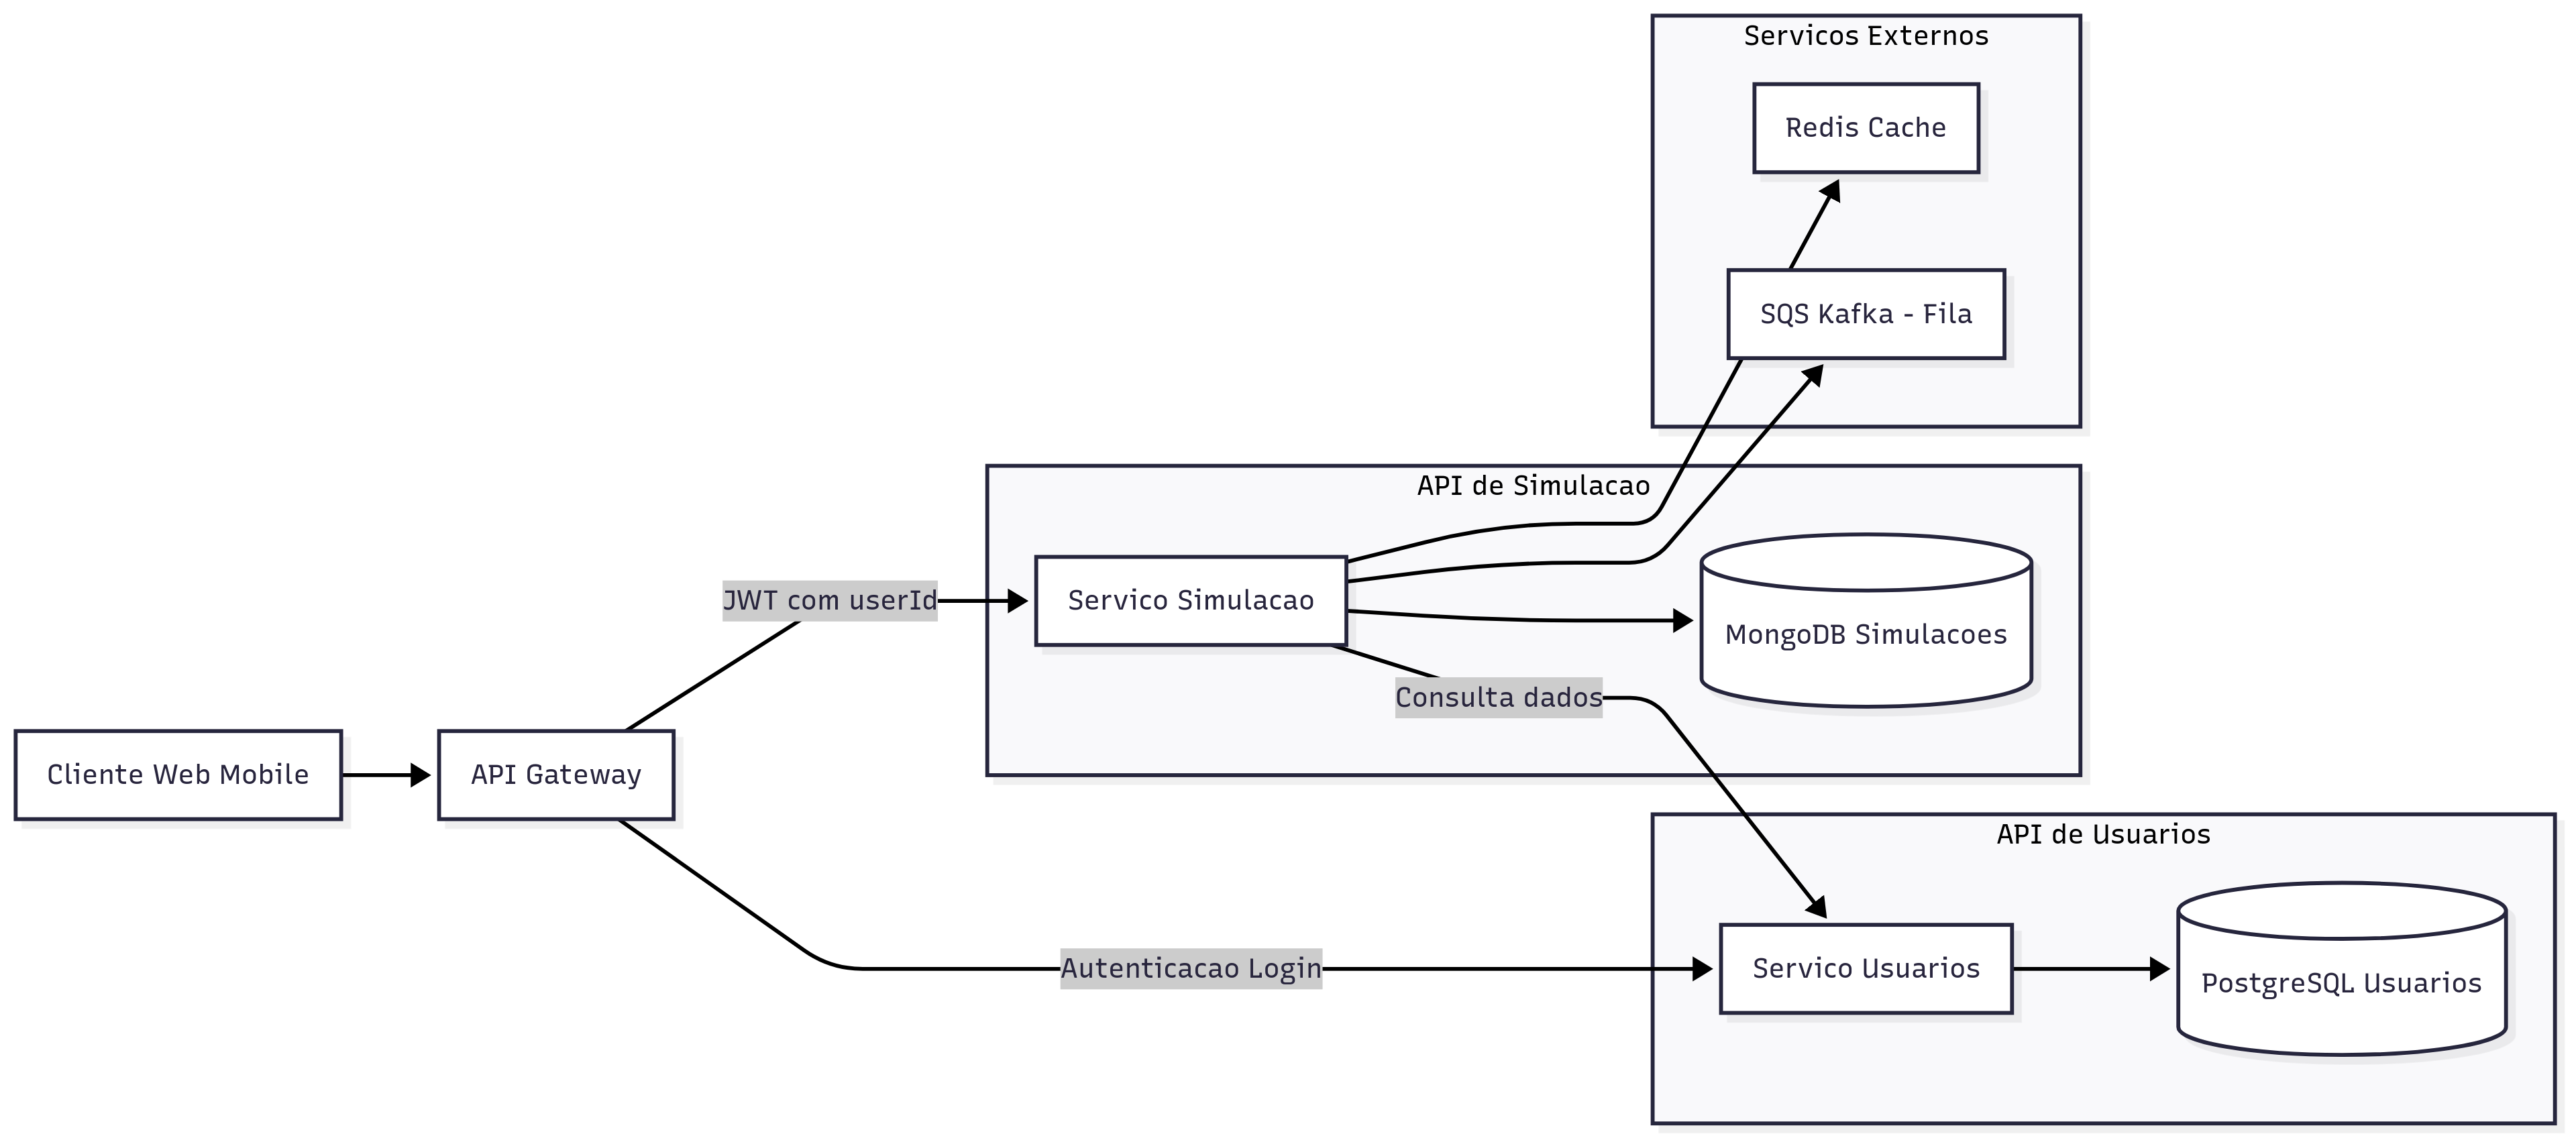 Servicos Externos
Redis Cache
SQS Kafka - Fila
API de Simulacao
JWT com userId
Servico Simulacao
MongoDB Simulacoes
Consulta dados
Cliente Web Mobile
API Gateway
API de Usuarios
Autenticacao Login
Servico Usuarios
PostgreSQL Usuarios